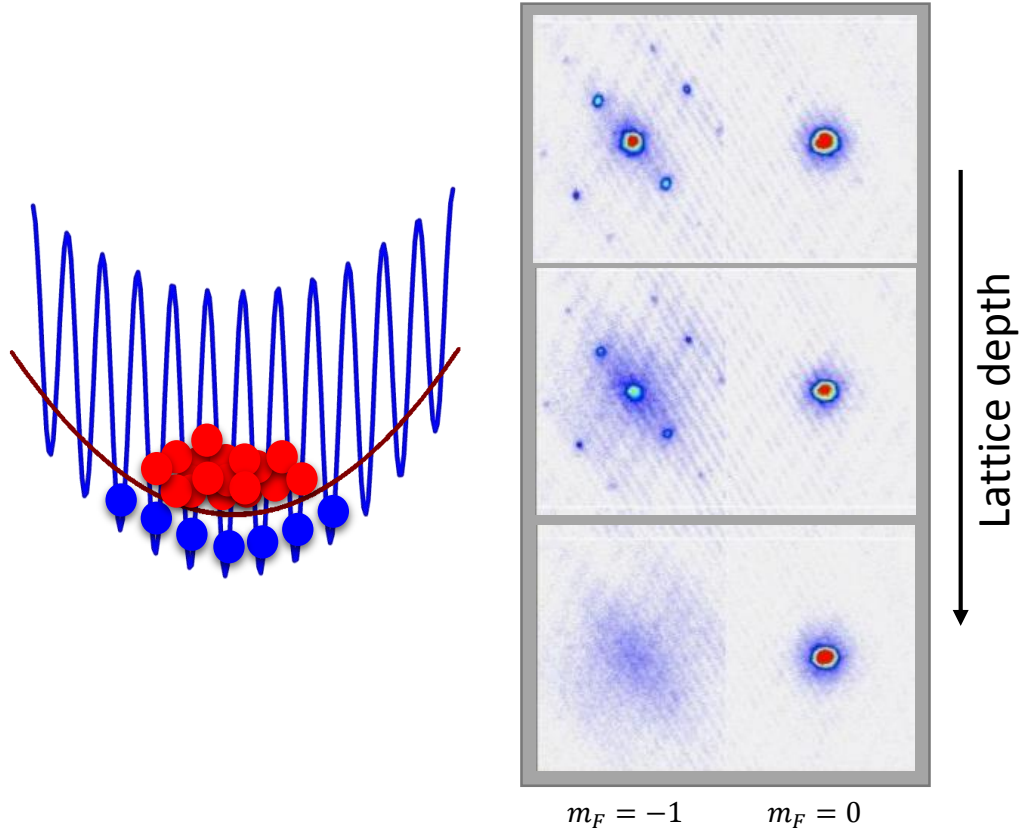 Lattice depth
m_F = −1
m_F = 0